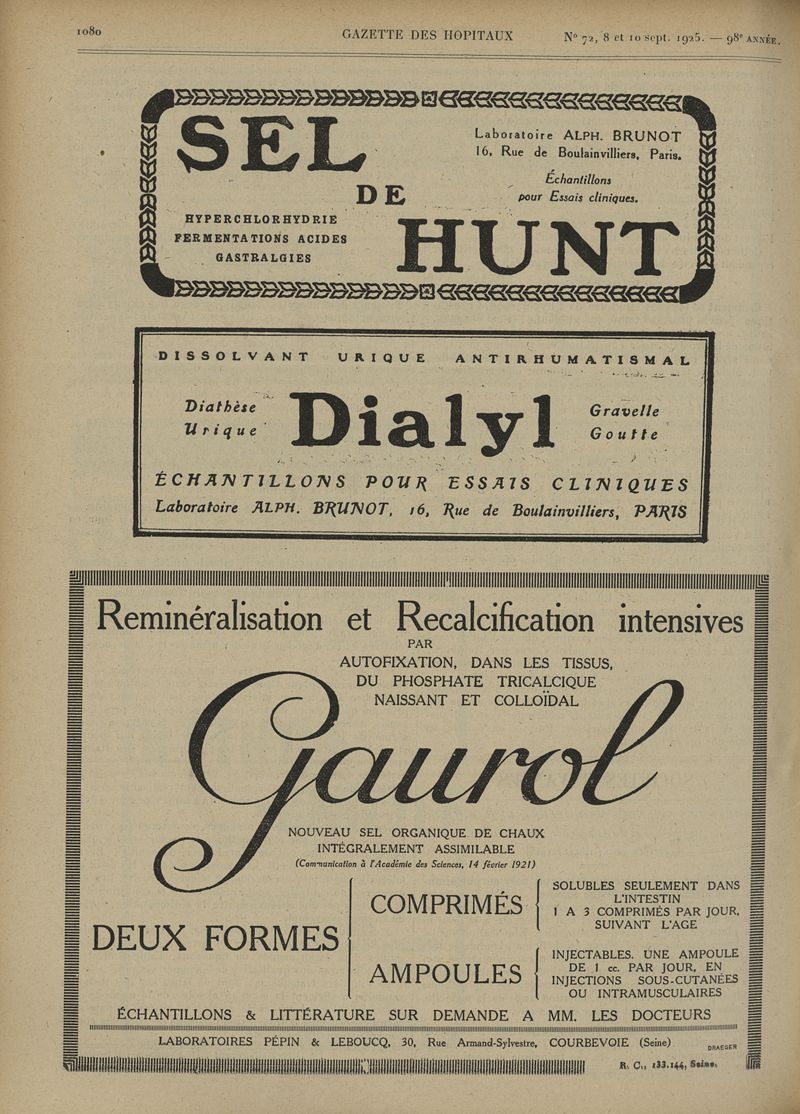 1080
GAZETTE DES HOPITAUX
N° 72, 8 et 10 sept. 1925. — 98e ANNÉE.
SEL
DE
HUNT
Laboratoire ALPH. BRUNOT
16, Rue de Boulainvilliers, Paris.
Échantillons
pour Essais cliniques.
HYPERCHLORHYDRIE
FERMENTATIONS ACIDES
GASTRALGIES
DISSOLVANT URIQUE ANTIRHUMATISMAL
Diathèse
Urique
Dialyl
Gravelle
Goutte
ÉCHANTILLONS POUR ESSAIS CLINIQUES
Laboratoire ALPH. BRUNOT, 16, Rue de Boulainvilliers, PARIS
Reminéralisation et Recalcification intensives
PAR
AUTOFIXATION, DANS LES TISSUS,
DU PHOSPHATE TRICALCIQUE
NAISSANT ET COLLOÏDAL
Gaurol
NOUVEAU SEL ORGANIQUE DE CHAUX
INTÉGRALEMENT ASSIMILABLE
(Communication à l'Académie des Sciences, 14 février 1921)
DEUX FORMES
COMPRIMÉS
SOLUBLES SEULEMENT DANS
L'INTESTIN
1 A 3 COMPRIMÉS PAR JOUR,
SUIVANT L'AGE
AMPOULES
INJECTABLES. UNE AMPOULE
DE 1 cc. PAR JOUR, EN
INJECTIONS SOUS-CUTANÉES
OU INTRAMUSCULAIRES
ÉCHANTILLONS & LITTÉRATURE SUR DEMANDE A MM. LES DOCTEURS
LABORATOIRES PÉPIN & LEBOUCQ, 30, Rue Armand-Sylvestre, COURBEVOIE (Seine)
DRAEGER
R. C., 133.144, Seine.